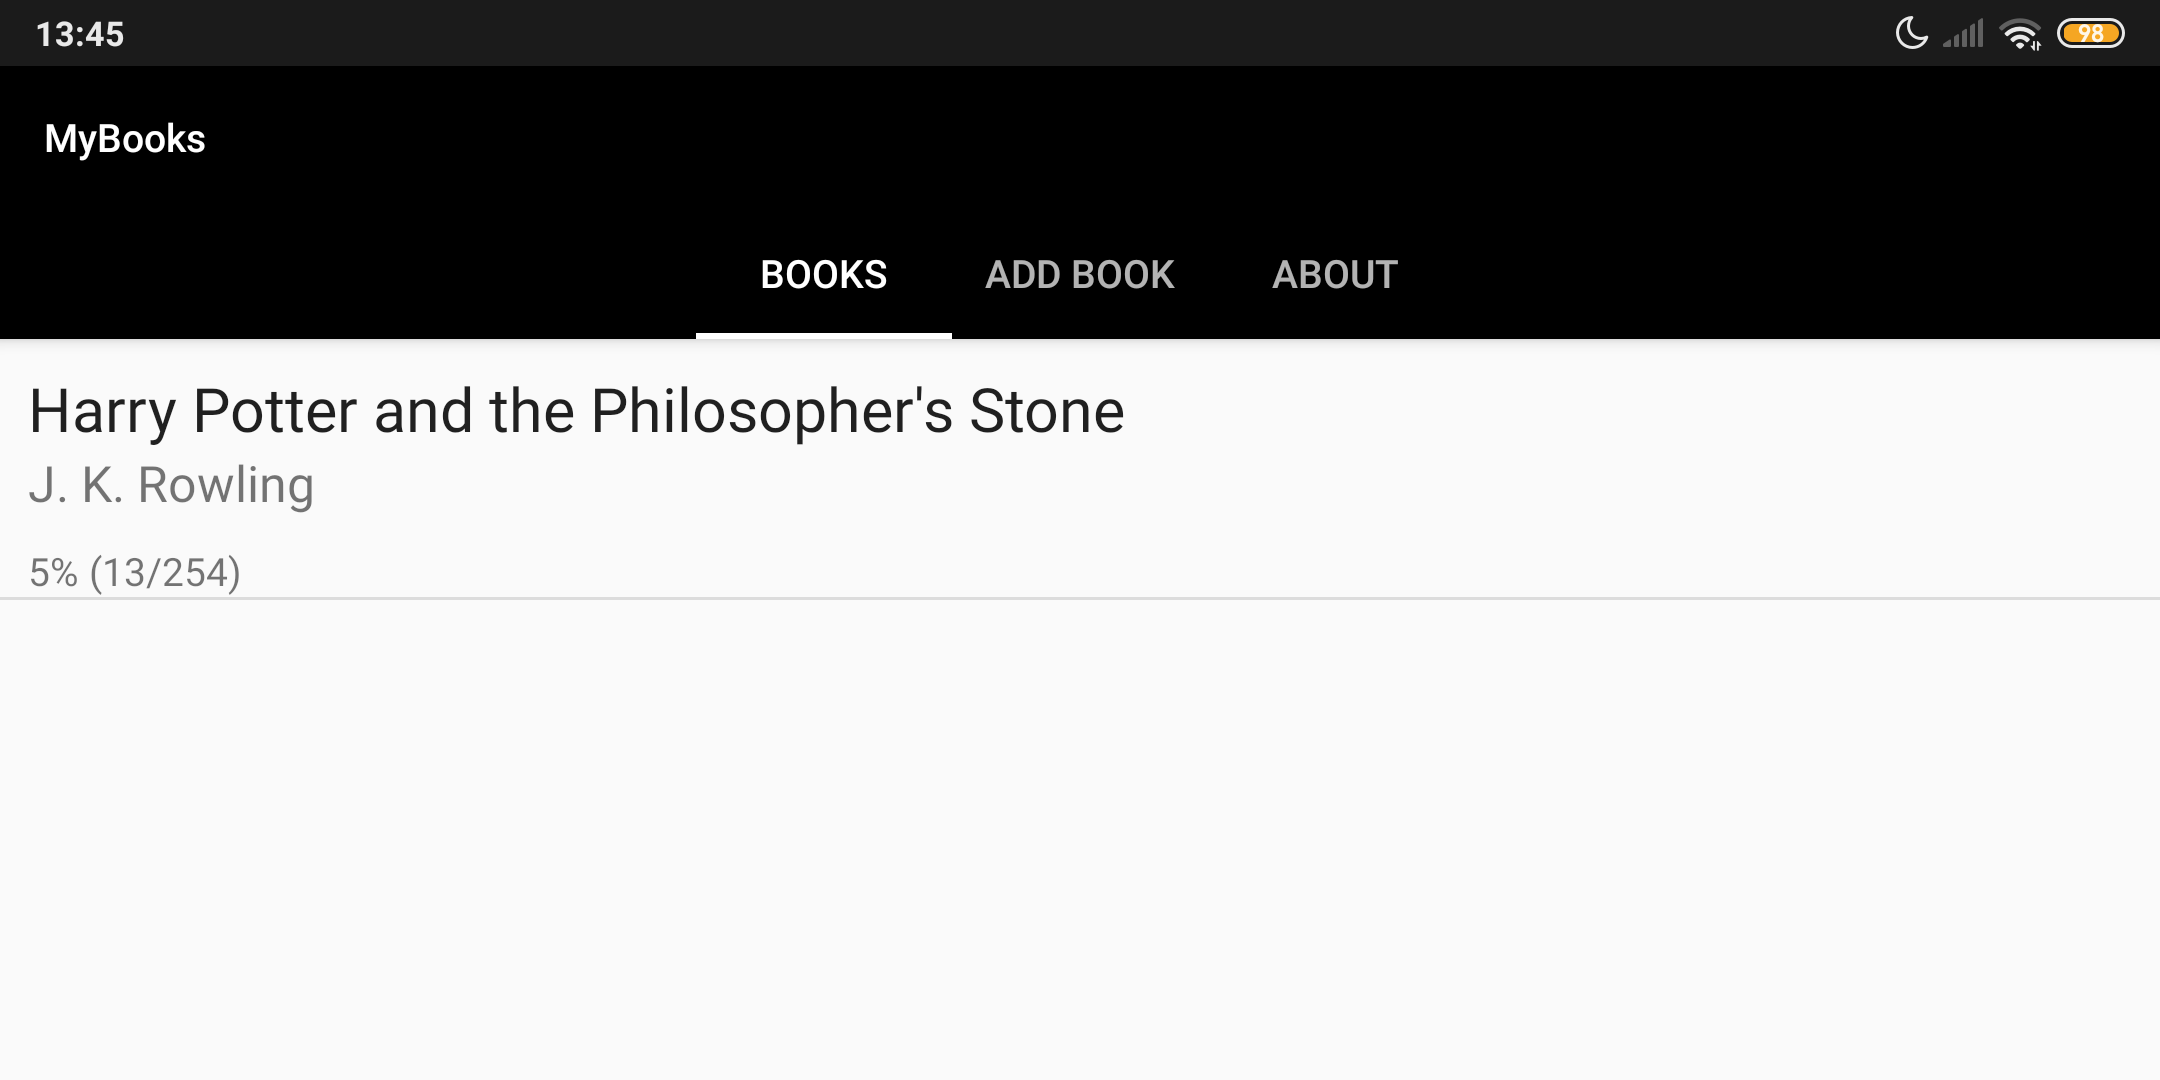 13:45
98
MyBooks
BOOKS ADD BOOK ABOUT
Harry Potter and the Philosopher's Stone
J. K. Rowling
5% (13/254)